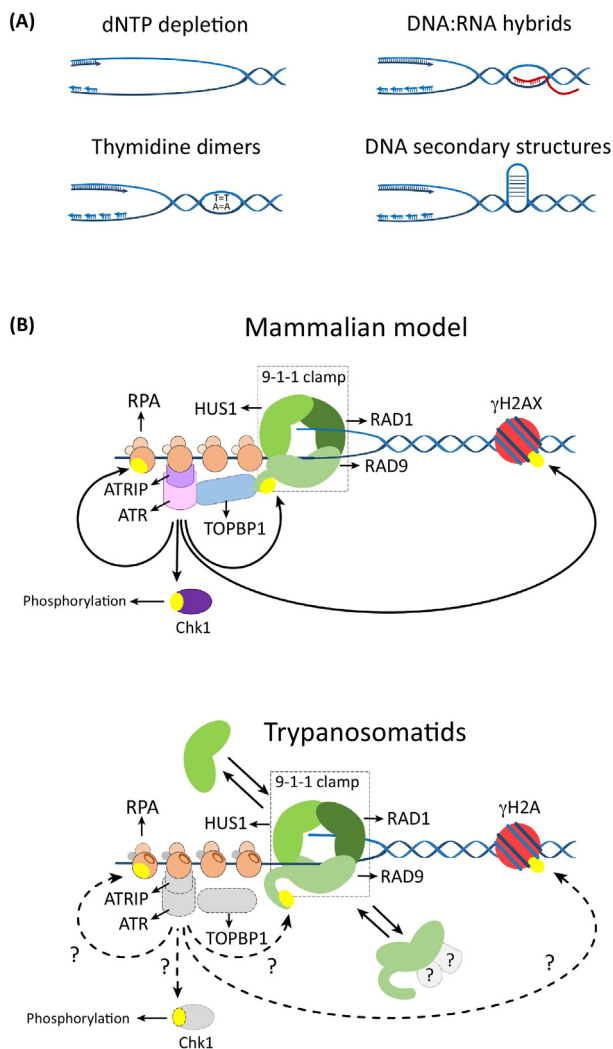 (A)
dNTP depletion
DNA:RNA hybrids
Thymidine dimers
DNA secondary structures
T=T
A=A
(B)
Mammalian model
9-1-1 clamp
RPA
HUS1
RAD1
γH2AX
RAD9
ATRIP
ATR
TOPBP1
Phosphorylation
Chk1
Trypanosomatids
9-1-1 clamp
RPA
HUS1
RAD1
γH2A
RAD9
ATRIP
ATR
TOPBP1
?
?
?
?
?
?
Phosphorylation
Chk1